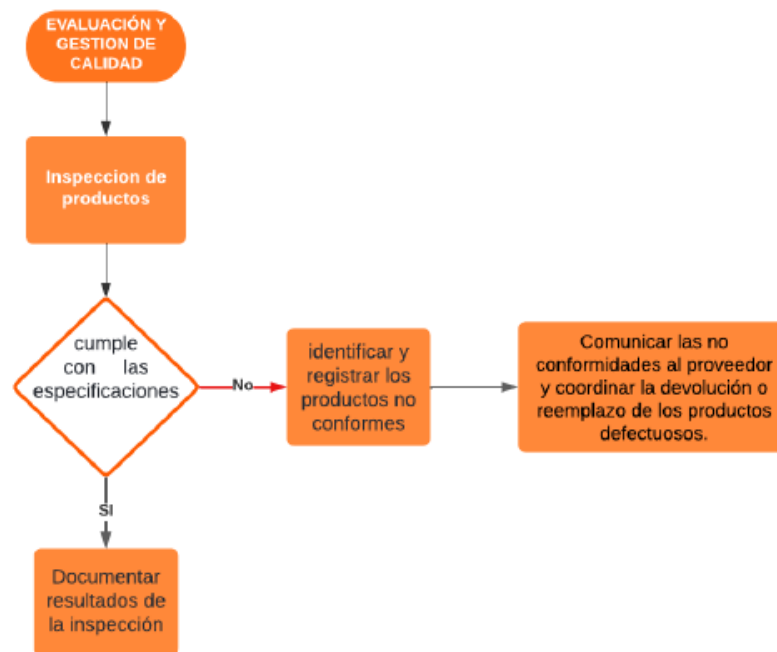 EVALUACIÓN Y
GESTION DE
CALIDAD
Inspeccion de
productos
cumple
con las
especificaciones
No
identificar y
registrar los
productos no
conformes
Comunicar las no
conformidades al proveedor
y coordinar la devolución o
reemplazo de los productos
defectuosos.
SI
Documentar
resultados de
la inspección